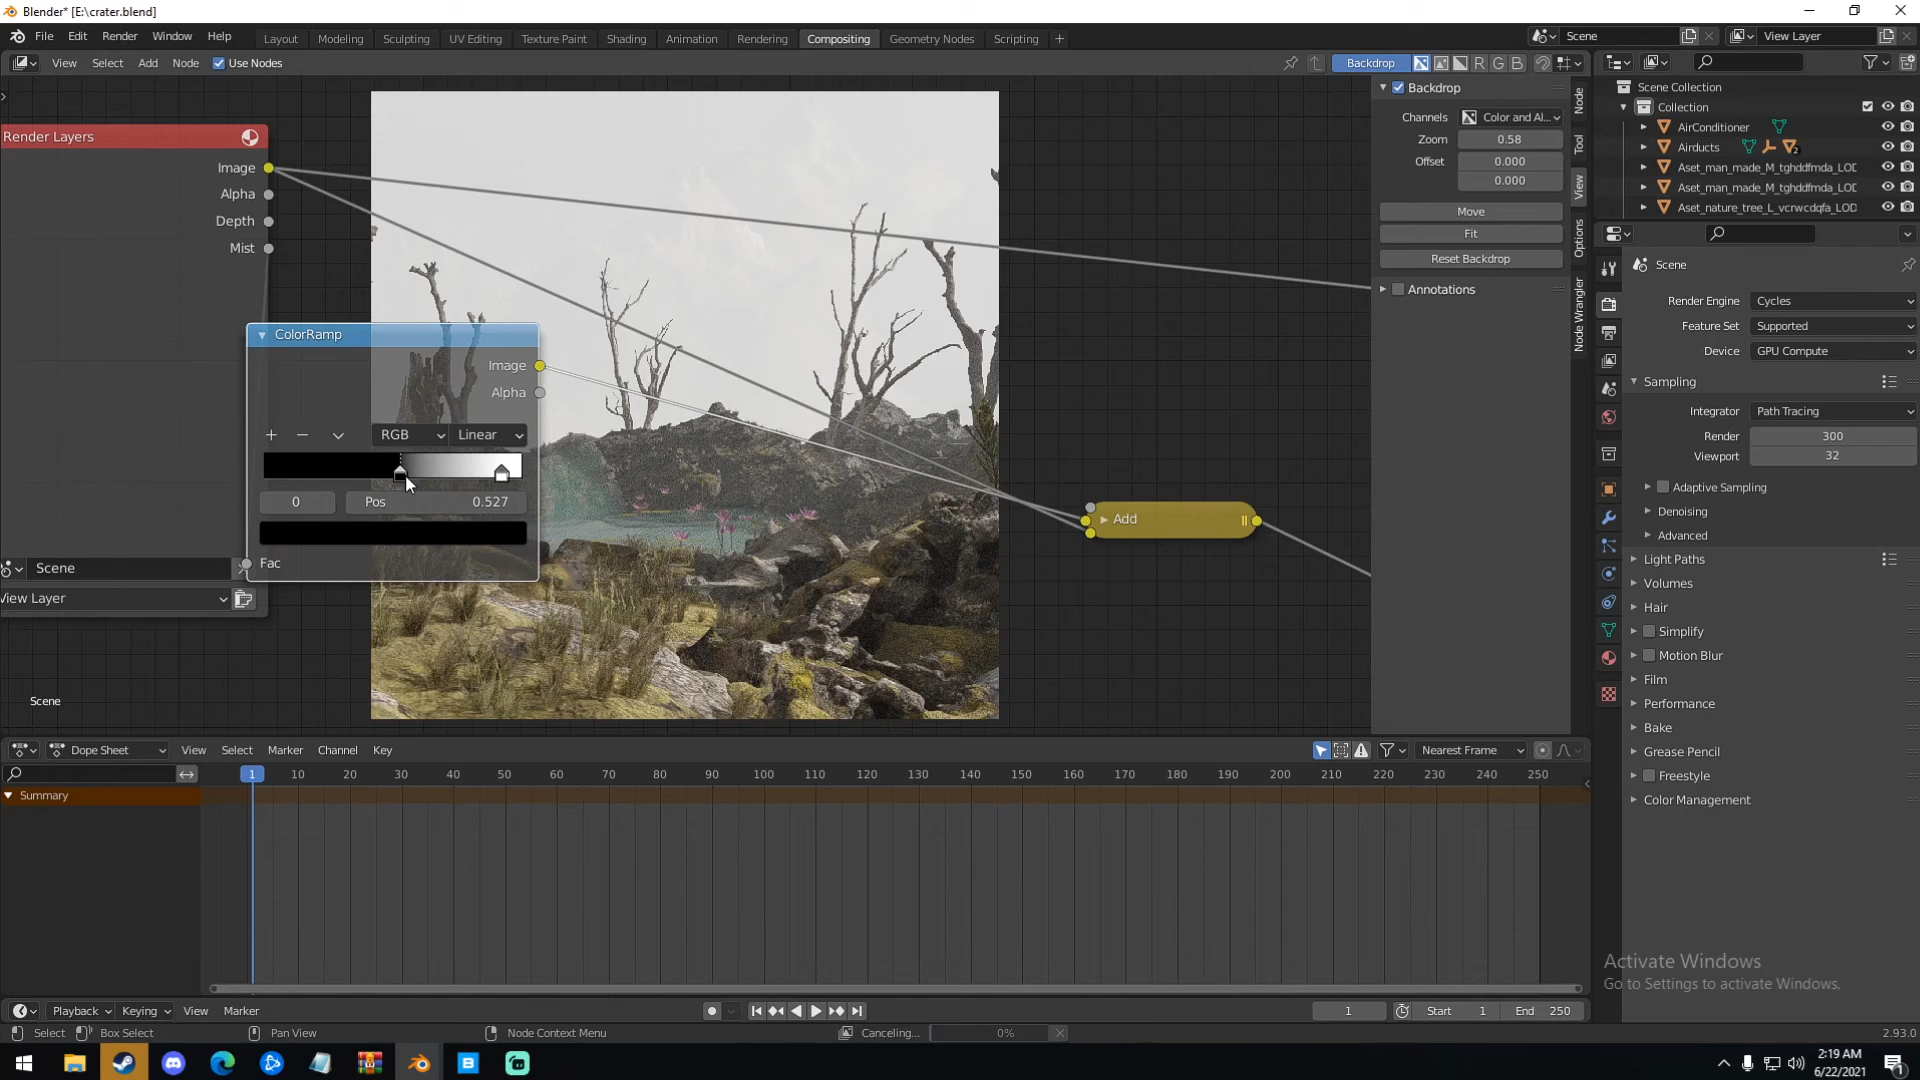 Blender* [E:\crater.blend]
File Edit Render Window Help Layout Modeling Sculpting UV Editing Texture Paint Shading Animation Rendering Compositing Geometry Nodes Scripting + Scene View Layer
View Select Add Node Use Nodes Backdrop R G B
Render Layers
Image
Alpha
Depth
Mist
Scene
View Layer
ColorRamp
Image
Alpha
RGB Linear
0 Pos 0.527
Fac
Add
Scene
Backdrop
Channels Color and Al...
Zoom 0.58
Offset 0.000
0.000
Move
Fit
Reset Backdrop
Annotations
Node
Tool
View
Options
Node Wrangler
Scene Collection
Collection
AirConditioner
Airducts
Aset_man_made_M_tghddfmda_LOD
Aset_man_made_M_tghddfmda_LOD
Aset_nature_tree_L_vcrwcdqfa_LOD
Scene
Render Engine Cycles
Feature Set Supported
Device GPU Compute
Sampling
Integrator Path Tracing
Render 300
Viewport 32
Adaptive Sampling
Denoising
Advanced
Light Paths
Volumes
Hair
Simplify
Motion Blur
Film
Performance
Bake
Grease Pencil
Freestyle
Color Management
Dope Sheet View Select Marker Channel Key Nearest Frame
1 10 20 30 40 50 60 70 80 90 100 110 120 130 140 150 160 170 180 190 200 210 220 230 240 250
Summary
Activate Windows
Go to Settings to activate Windows.
Playback Keying View Marker 1 Start 1 End 250
Select Box Select Pan View Node Context Menu Canceling... 0% 2.93.0
2:19 AM
6/22/2021